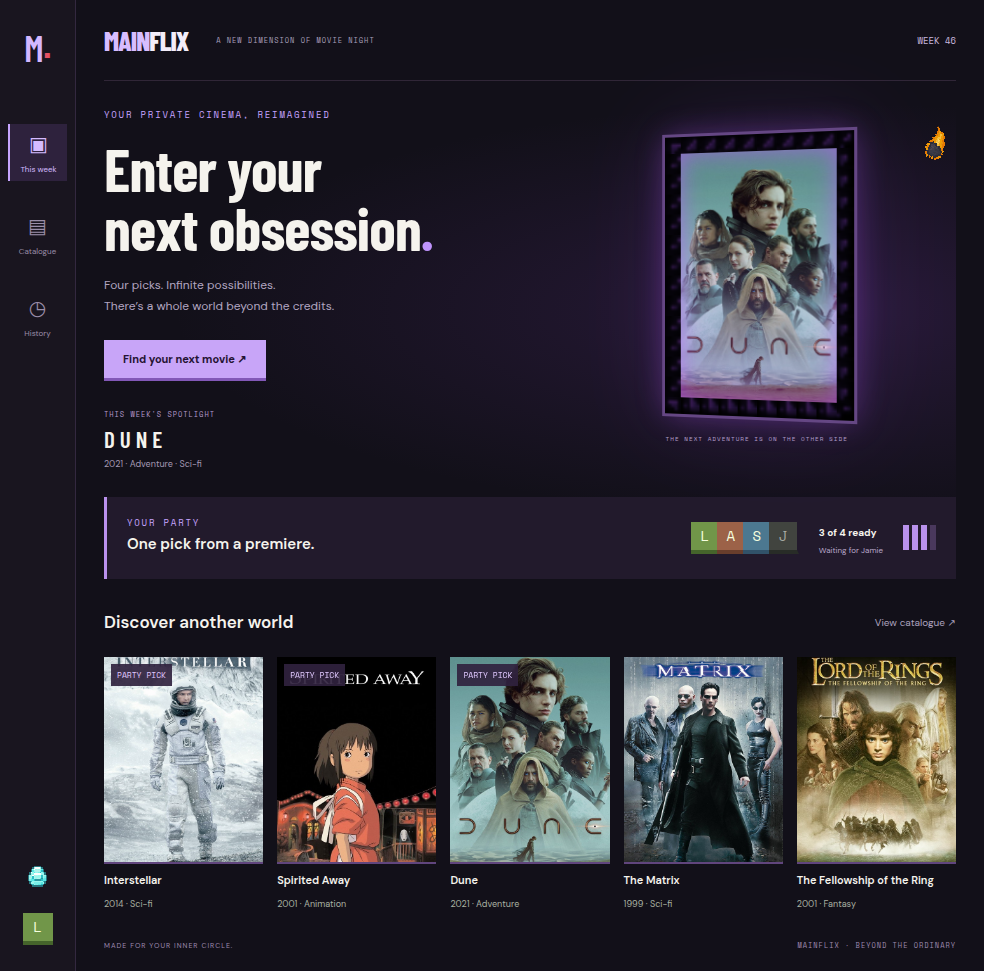 M.
This week
Catalogue
History
L
MAINFLIX
A NEW DIMENSION OF MOVIE NIGHT
WEEK 46
YOUR PRIVATE CINEMA, REIMAGINED
Enter your
next obsession.
Four picks. Infinite possibilities.
There's a whole world beyond the credits.
Find your next movie ↗
THIS WEEK'S SPOTLIGHT
DUNE
2021 · Adventure · Sci-fi
DUNE
THE NEXT ADVENTURE IS ON THE OTHER SIDE
YOUR PARTY
One pick from a premiere.
L A S J
3 of 4 ready
Waiting for Jamie
Discover another world
View catalogue ↗
PARTY PICK
PARTY PICK
ED AWAY
PARTY PICK
DUNE
MATRIX
THE LORD OF THE RINGS
THE FELLOWSHIP OF THE RING
Interstellar
2014 · Sci-fi
Spirited Away
2001 · Animation
Dune
2021 · Adventure
The Matrix
1999 · Sci-fi
The Fellowship of the Ring
2001 · Fantasy
MADE FOR YOUR INNER CIRCLE.
MAINFLIX · BEYOND THE ORDINARY